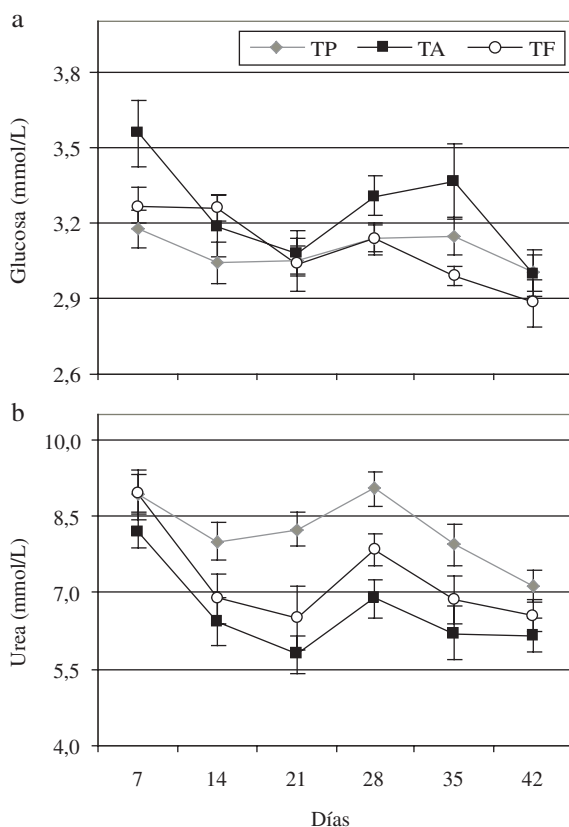 a
TP TA TF
Glucosa (mmol/L)
3,8
3,5
3,2
2,9
2,6
b
Urea (mmol/L)
10,0
8,5
7,0
5,5
4,0
7 14 21 28 35 42
Días